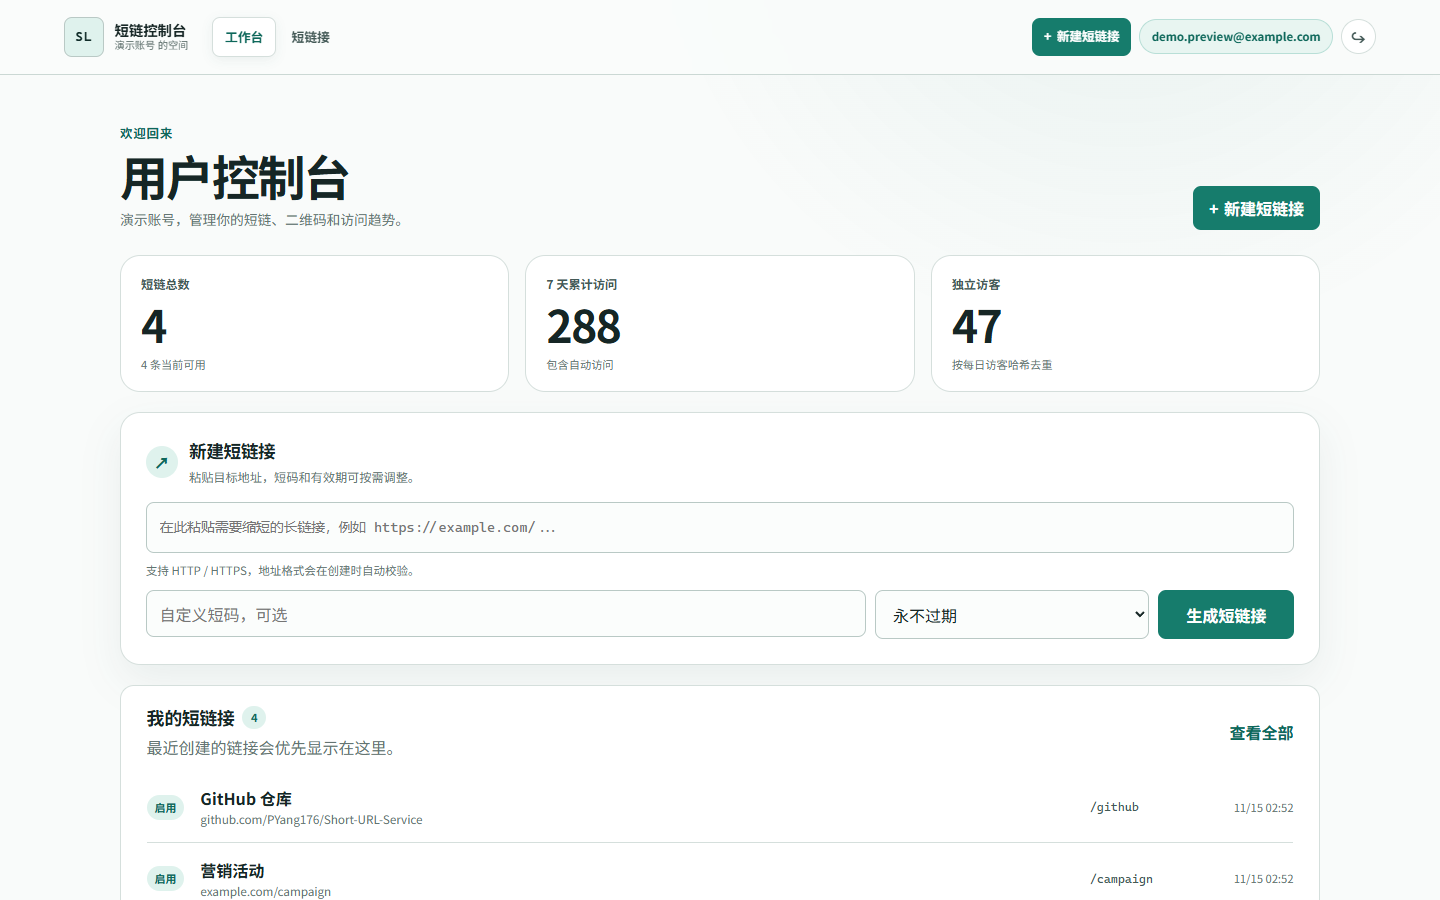 SL
短链控制台
演示账号 的空间
工作台
短链接
+ 新建短链接
demo.preview@example.com
欢迎回来
用户控制台
演示账号，管理你的短链、二维码和访问趋势。
+ 新建短链接
短链总数
4
4 条当前可用
7 天累计访问
288
包含自动访问
独立访客
47
按每日访客哈希去重
新建短链接
粘贴目标地址，短码和有效期可按需调整。
在此粘贴需要缩短的长链接，例如 https://example.com/...
支持 HTTP / HTTPS，地址格式会在创建时自动校验。
自定义短码，可选
永不过期
生成短链接
我的短链接 4
最近创建的链接会优先显示在这里。
查看全部
启用
GitHub 仓库
github.com/PYang176/Short-URL-Service
/github
11/15 02:52
启用
营销活动
example.com/campaign
/campaign
11/15 02:52